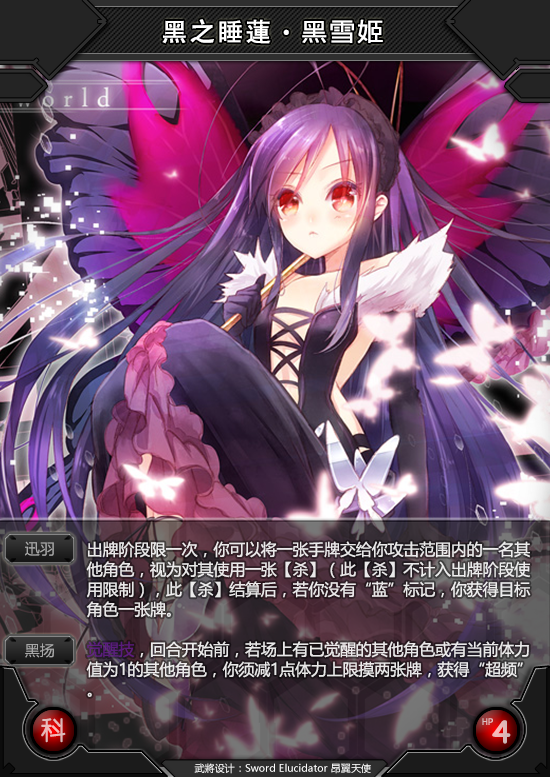 黑之睡蓮·黑雪姬
world
迅羽
出牌阶段限一次，你可以将一张手牌交给你攻击范围内的一名其
他角色，视为对其使用一张【杀】（此【杀】不计入出牌阶段使
用限制），此【杀】结算后，若你没有“蓝”标记，你获得目标
角色一张牌。
黑扬
觉醒技，回合开始前，若场上有已觉醒的其他角色或有当前体力
值为1的其他角色，你须减1点体力上限摸两张牌，获得“超频”
。
科
HP 4
武將设计：Sword Elucidator 昂翼天使